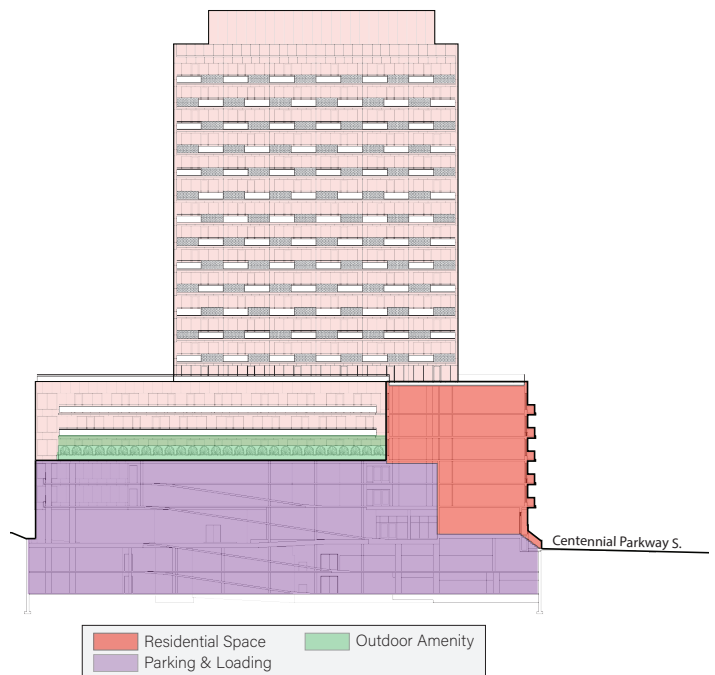 Centennial Parkway S.
Residential Space
Outdoor Amenity
Parking & Loading